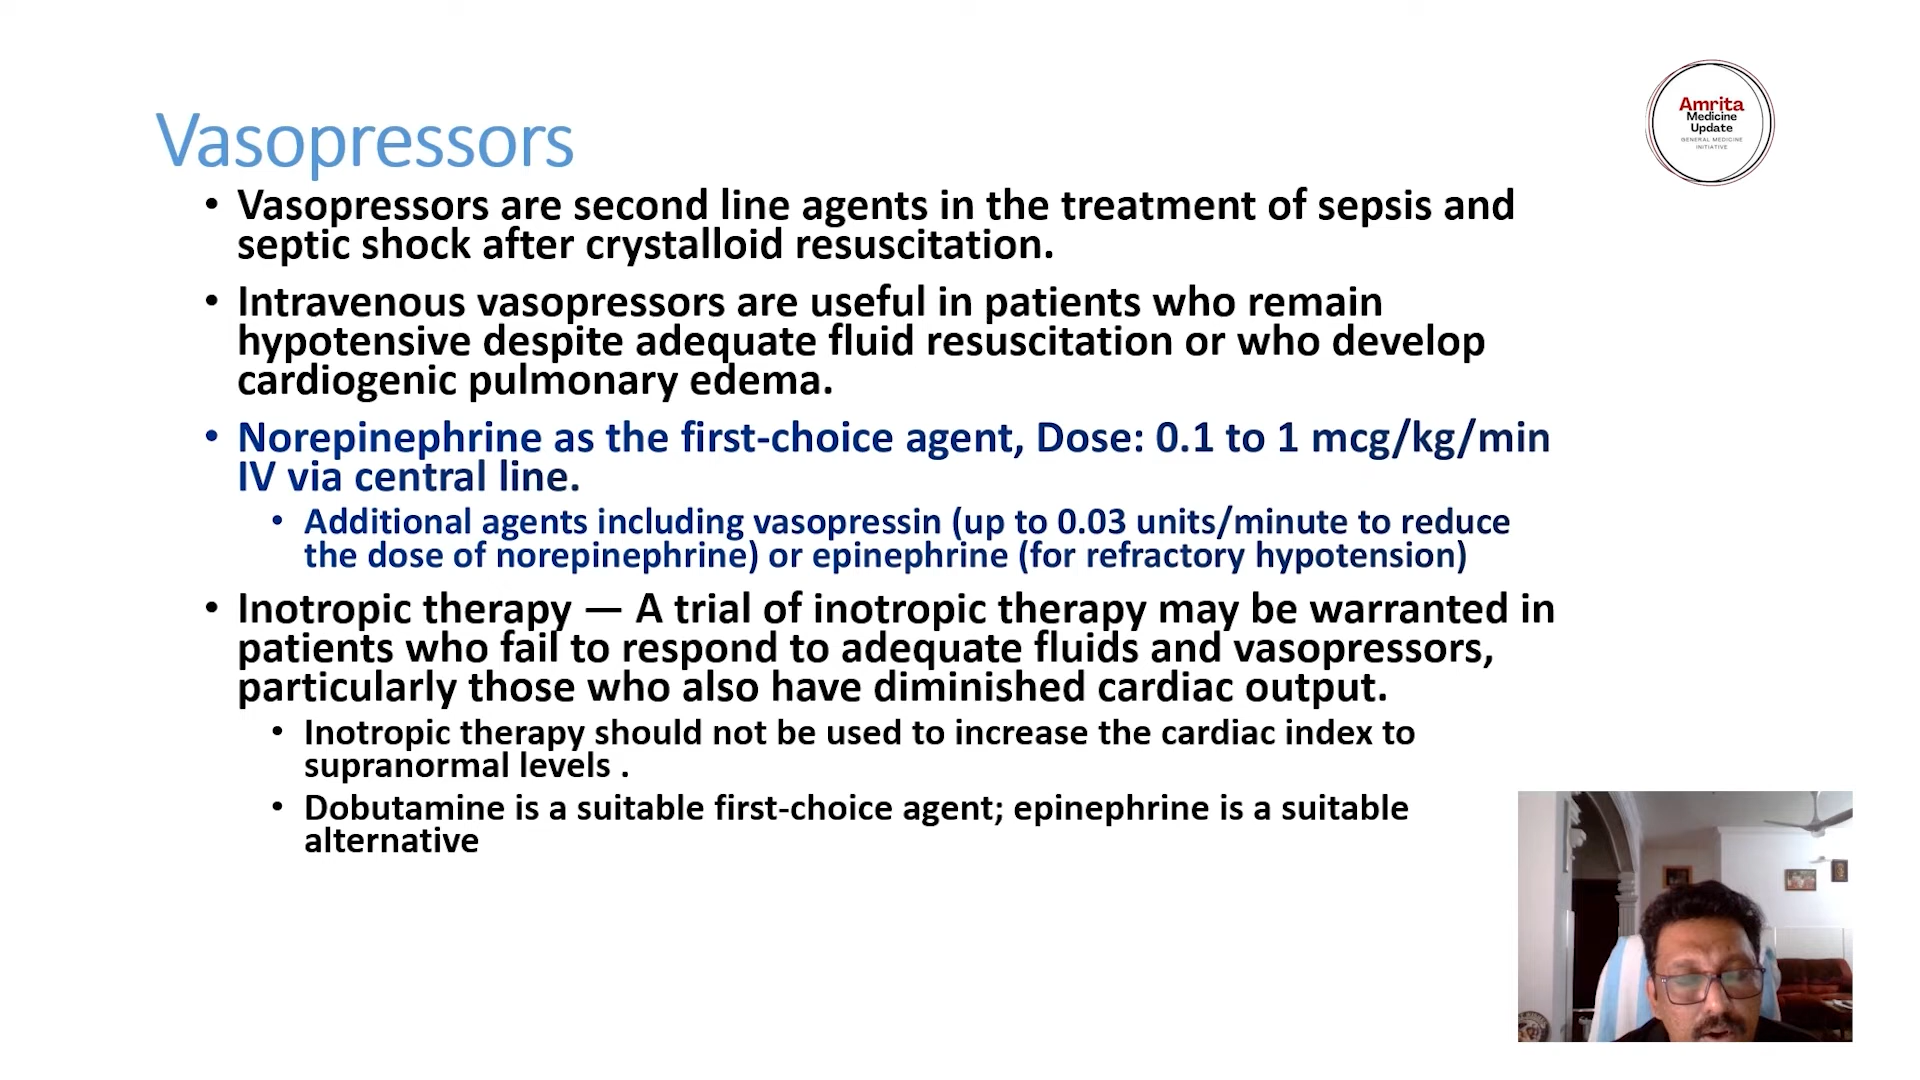 Vasopressors
Amrita
Medicine
Update
GENERAL MEDICINE
INITIATIVE
• Vasopressors are second line agents in the treatment of sepsis and
septic shock after crystalloid resuscitation.
• Intravenous vasopressors are useful in patients who remain
hypotensive despite adequate fluid resuscitation or who develop
cardiogenic pulmonary edema.
• Norepinephrine as the first-choice agent, Dose: 0.1 to 1 mcg/kg/min
IV via central line.
• Additional agents including vasopressin (up to 0.03 units/minute to reduce
the dose of norepinephrine) or epinephrine (for refractory hypotension)
• Inotropic therapy — A trial of inotropic therapy may be warranted in
patients who fail to respond to adequate fluids and vasopressors,
particularly those who also have diminished cardiac output.
• Inotropic therapy should not be used to increase the cardiac index to
supranormal levels .
• Dobutamine is a suitable first-choice agent; epinephrine is a suitable
alternative